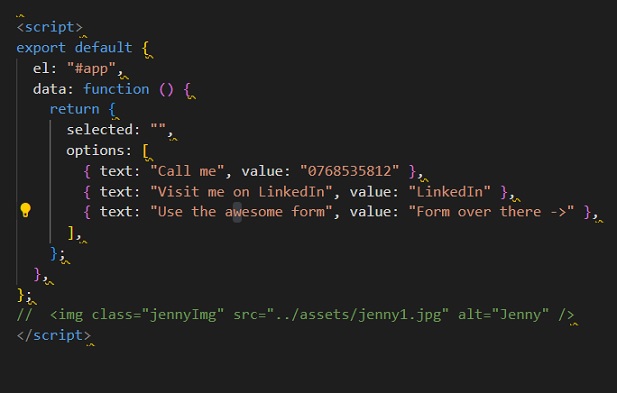 <script>
export default {
  el: "#app",
  data: function () {
    return {
      selected: "",
      options: [
        { text: "Call me", value: "0768535812" },
        { text: "Visit me on LinkedIn", value: "LinkedIn" },
        { text: "Use the awesome form", value: "Form over there ->" },
      ],
    };
  },
};
//  <img class="jennyImg" src="../assets/jenny1.jpg" alt="Jenny" />
</script>